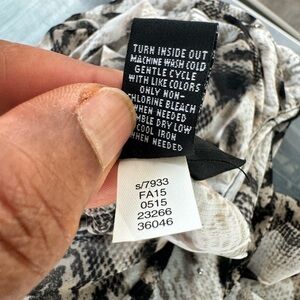 TURN INSIDE OUT
MACHINE WASH COLD
GENTLE CYCLE
WITH LIKE COLORS
ONLY NON-
CHLORINE BLEACH
WHEN NEEDED
MBLE DRY LOW
COOL IRON
WHEN NEEDED
s/7933
FA15
0515
23266
36046